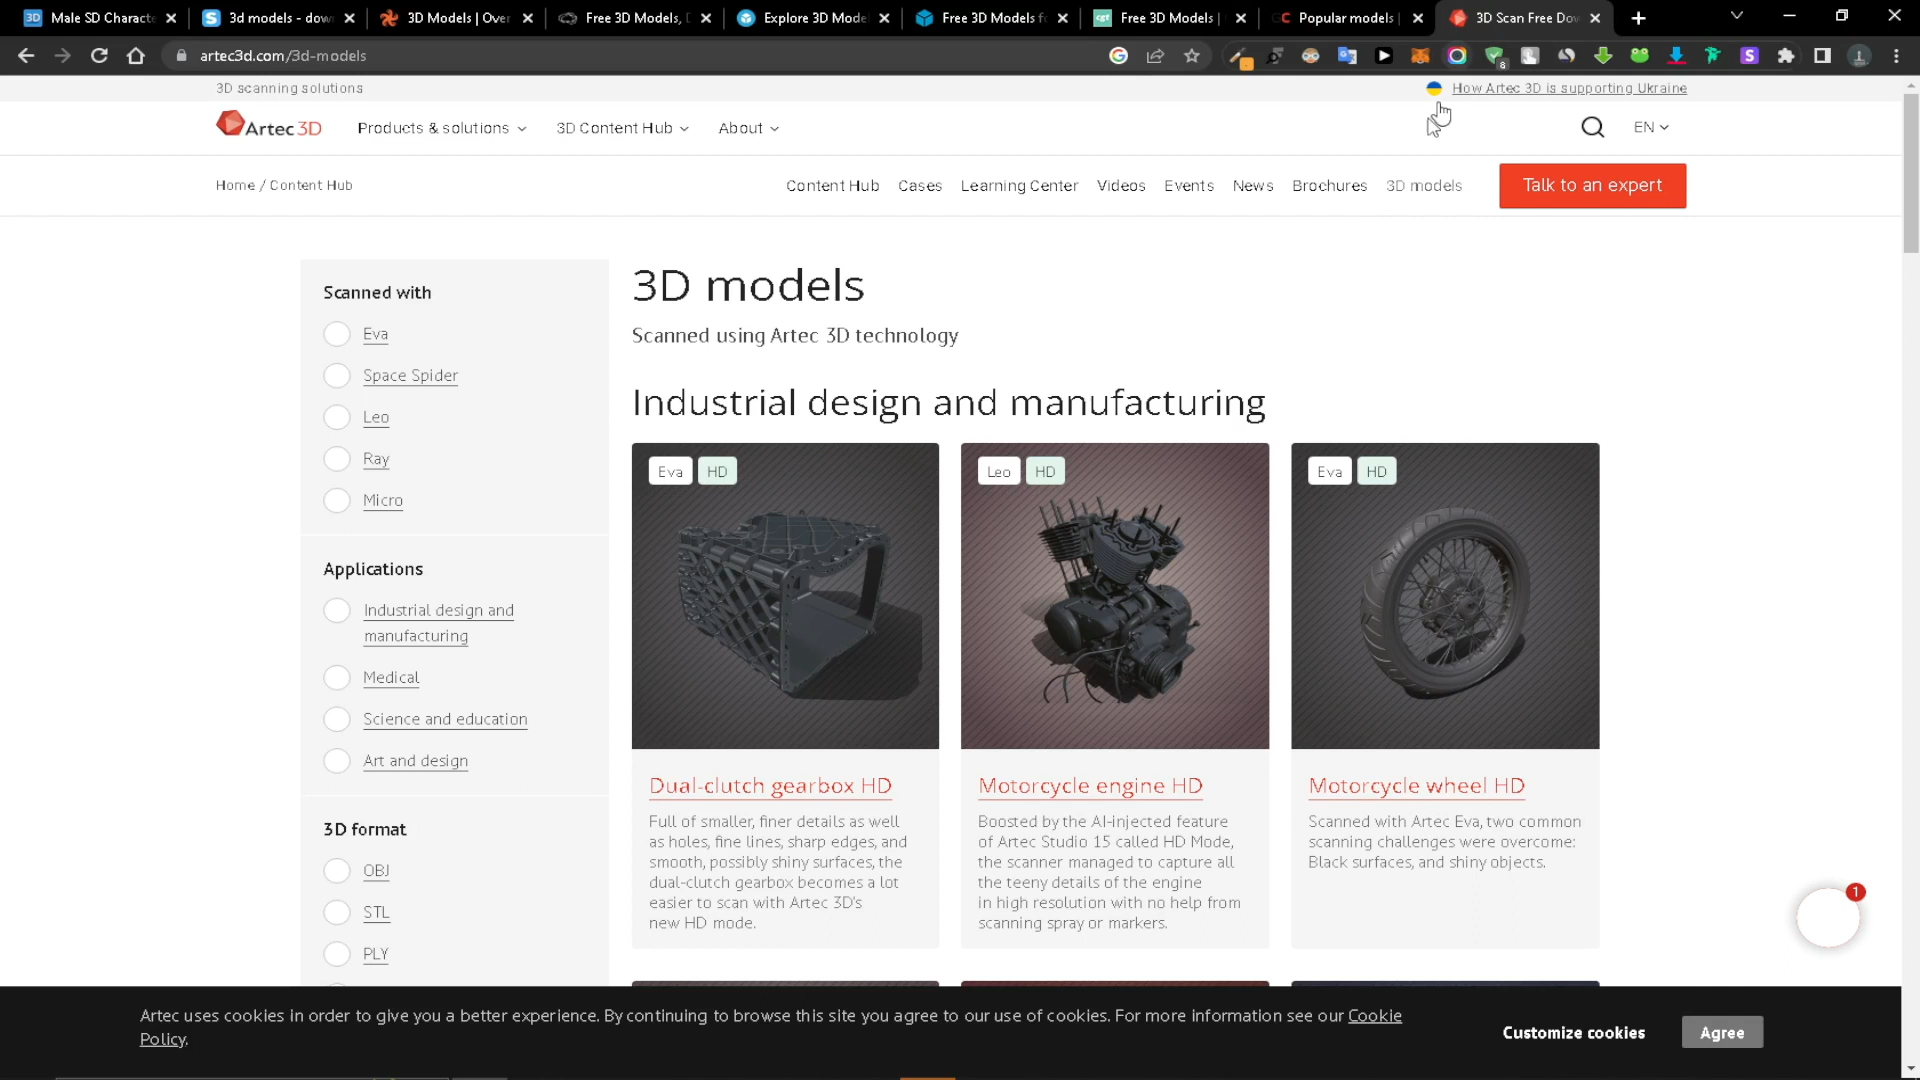 Male SD Characte
3d models - dow
3D Models | Over
Free 3D Models, D
Explore 3D Mode
Free 3D Models f
Free 3D Models |
Popular models |
3D Scan Free Dow
artec3d.com/3d-models
3D scanning solutions
How Artec 3D is supporting Ukraine
Artec 3D
Products & solutions
3D Content Hub
About
EN
Home / Content Hub
Content Hub
Cases
Learning Center
Videos
Events
News
Brochures
3D models
Talk to an expert
Scanned with
Eva
Space Spider
Leo
Ray
Micro
Applications
Industrial design and
manufacturing
Medical
Science and education
Art and design
3D format
OBJ
STL
PLY
3D models
Scanned using Artec 3D technology
Industrial design and manufacturing
Eva HD
Dual-clutch gearbox HD
Full of smaller, finer details as well
as holes, fine lines, sharp edges, and
smooth, possibly shiny surfaces, the
dual-clutch gearbox becomes a lot
easier to scan with Artec 3D's
new HD mode.
Leo HD
Motorcycle engine HD
Boosted by the AI-injected feature
of Artec Studio 15 called HD Mode,
the scanner managed to capture all
the teeny details of the engine
in high resolution with no help from
scanning spray or markers.
Eva HD
Motorcycle wheel HD
Scanned with Artec Eva, two common
scanning challenges were overcome:
Black surfaces, and shiny objects.
1
Artec uses cookies in order to give you a better experience. By continuing to browse this site you agree to our use of cookies. For more information see our Cookie
Policy.
Customize cookies
Agree